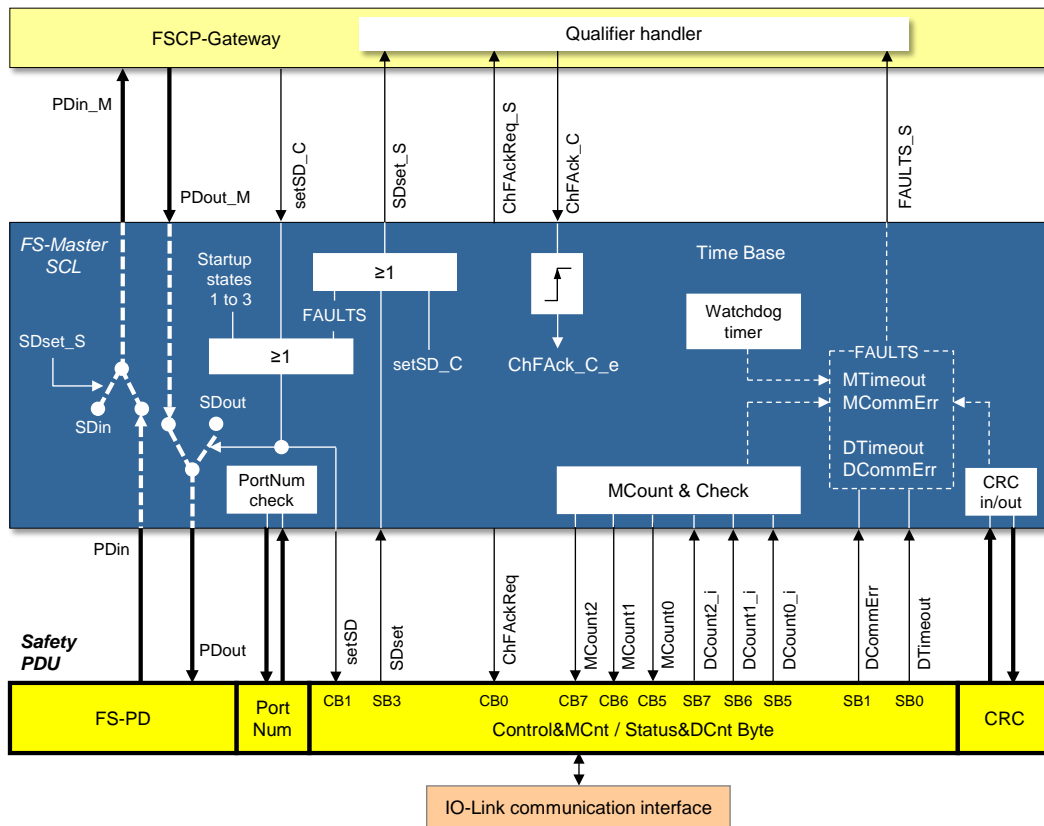 FSCP-Gateway
Qualifier handler
PDin_M
PDout_M
setSD_C
SDset_S
ChFAckReq_S
ChFAck_C
FAULTS_S
FS-Master
SCL
Time Base
Startup
states
1 to 3
≥1
FAULTS
≥1
setSD_C
ChFAck_C_e
Watchdog
timer
FAULTS
MTimeout
MCommErr
DTimeout
DCommErr
SDset_S
SDin
SDout
PortNum
check
MCount & Check
CRC
in/out
PDin
PDout
setSD
SDset
ChFAckReq
MCount2
MCount1
MCount0
DCount2_i
DCount1_i
DCount0_i
DCommErr
DTimeout
Safety
PDU
FS-PD
Port
Num
CB1
SB3
CB0
CB7
CB6
CB5
SB7
SB6
SB5
SB1
SB0
Control&MCnt / Status&DCnt Byte
CRC
IO-Link communication interface